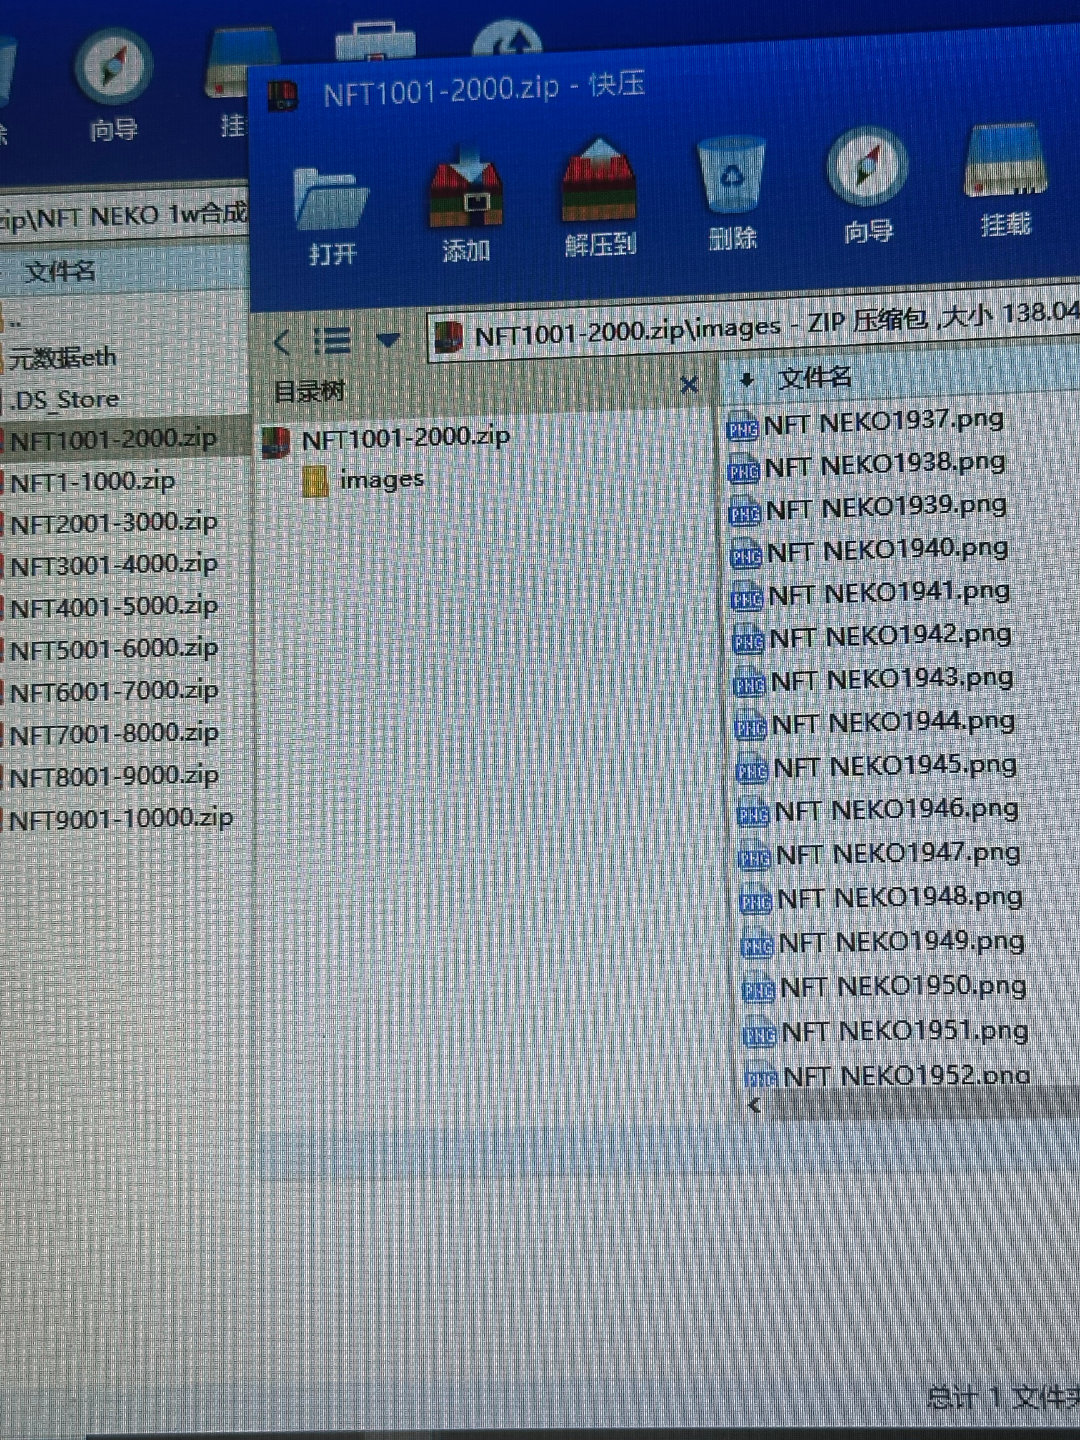 向导
NFT1001-2000.zip - 快压
打开
添加
解压到
删除
向导
挂载
zip\NFT NEKO 1w合成
文件名
..
元数据eth
.DS_Store
NFT1001-2000.zip
NFT1-1000.zip
NFT2001-3000.zip
NFT3001-4000.zip
NFT4001-5000.zip
NFT5001-6000.zip
NFT6001-7000.zip
NFT7001-8000.zip
NFT8001-9000.zip
NFT9001-10000.zip
NFT1001-2000.zip\images - ZIP 压缩包 ,大小 138.04
目录树
NFT1001-2000.zip
images
文件名
NFT NEKO1937.png
NFT NEKO1938.png
NFT NEKO1939.png
NFT NEKO1940.png
NFT NEKO1941.png
NFT NEKO1942.png
NFT NEKO1943.png
NFT NEKO1944.png
NFT NEKO1945.png
NFT NEKO1946.png
NFT NEKO1947.png
NFT NEKO1948.png
NFT NEKO1949.png
NFT NEKO1950.png
NFT NEKO1951.png
NFT NEKO1952.png
总计 1 文件夹